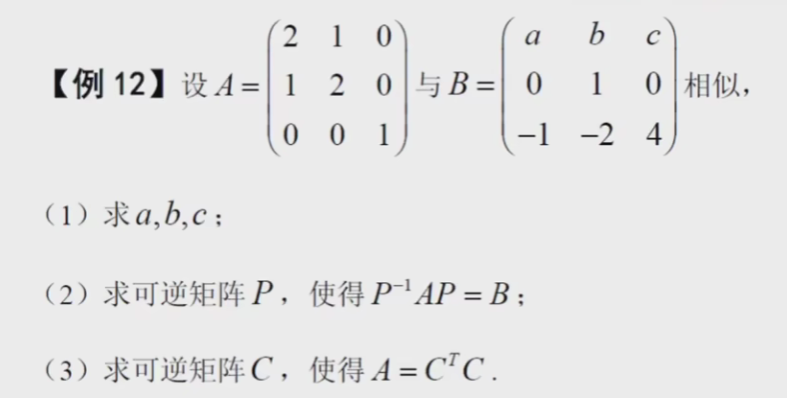 【例 12】设 $A=\begin{pmatrix}2&1&0\\1&2&0\\0&0&1\end{pmatrix}$ 与 $B=\begin{pmatrix}a&b&c\\0&1&0\\-1&-2&4\end{pmatrix}$ 相似，
（1）求 $a,b,c$；
（2）求可逆矩阵 $P$，使得 $P^{-1}AP=B$；
（3）求可逆矩阵 $C$，使得 $A=C^{T}C$．